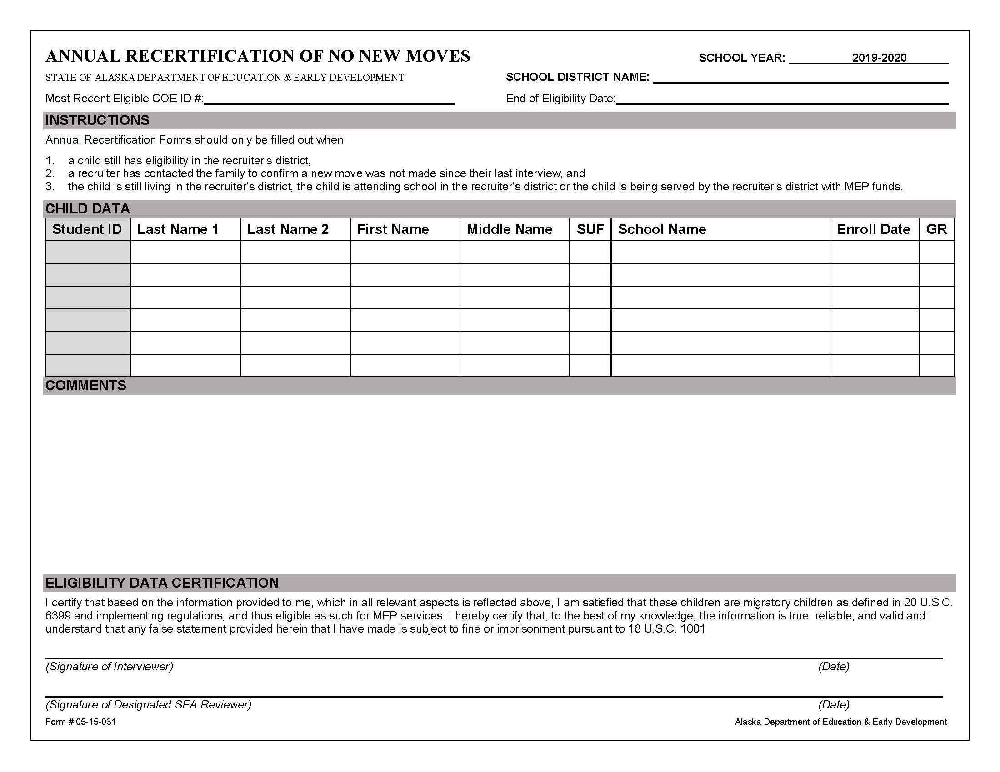 ANNUAL RECERTIFICATION OF NO NEW MOVES
SCHOOL YEAR: 2019-2020
STATE OF ALASKA DEPARTMENT OF EDUCATION & EARLY DEVELOPMENT
SCHOOL DISTRICT NAME:
Most Recent Eligible COE ID #:
End of Eligibility Date:
INSTRUCTIONS
Annual Recertification Forms should only be filled out when:
1. a child still has eligibility in the recruiter's district,
2. a recruiter has contacted the family to confirm a new move was not made since their last interview, and
3. the child is still living in the recruiter's district, the child is attending school in the recruiter's district or the child is being served by the recruiter's district with MEP funds.
CHILD DATA
Student ID Last Name 1 Last Name 2 First Name Middle Name SUF School Name Enroll Date GR
COMMENTS
ELIGIBILITY DATA CERTIFICATION
I certify that based on the information provided to me, which in all relevant aspects is reflected above, I am satisfied that these children are migratory children as defined in 20 U.S.C.
6399 and implementing regulations, and thus eligible as such for MEP services. I hereby certify that, to the best of my knowledge, the information is true, reliable, and valid and I
understand that any false statement provided herein that I have made is subject to fine or imprisonment pursuant to 18 U.S.C. 1001
(Signature of Interviewer) (Date)
(Signature of Designated SEA Reviewer) (Date)
Form # 05-15-031 Alaska Department of Education & Early Development